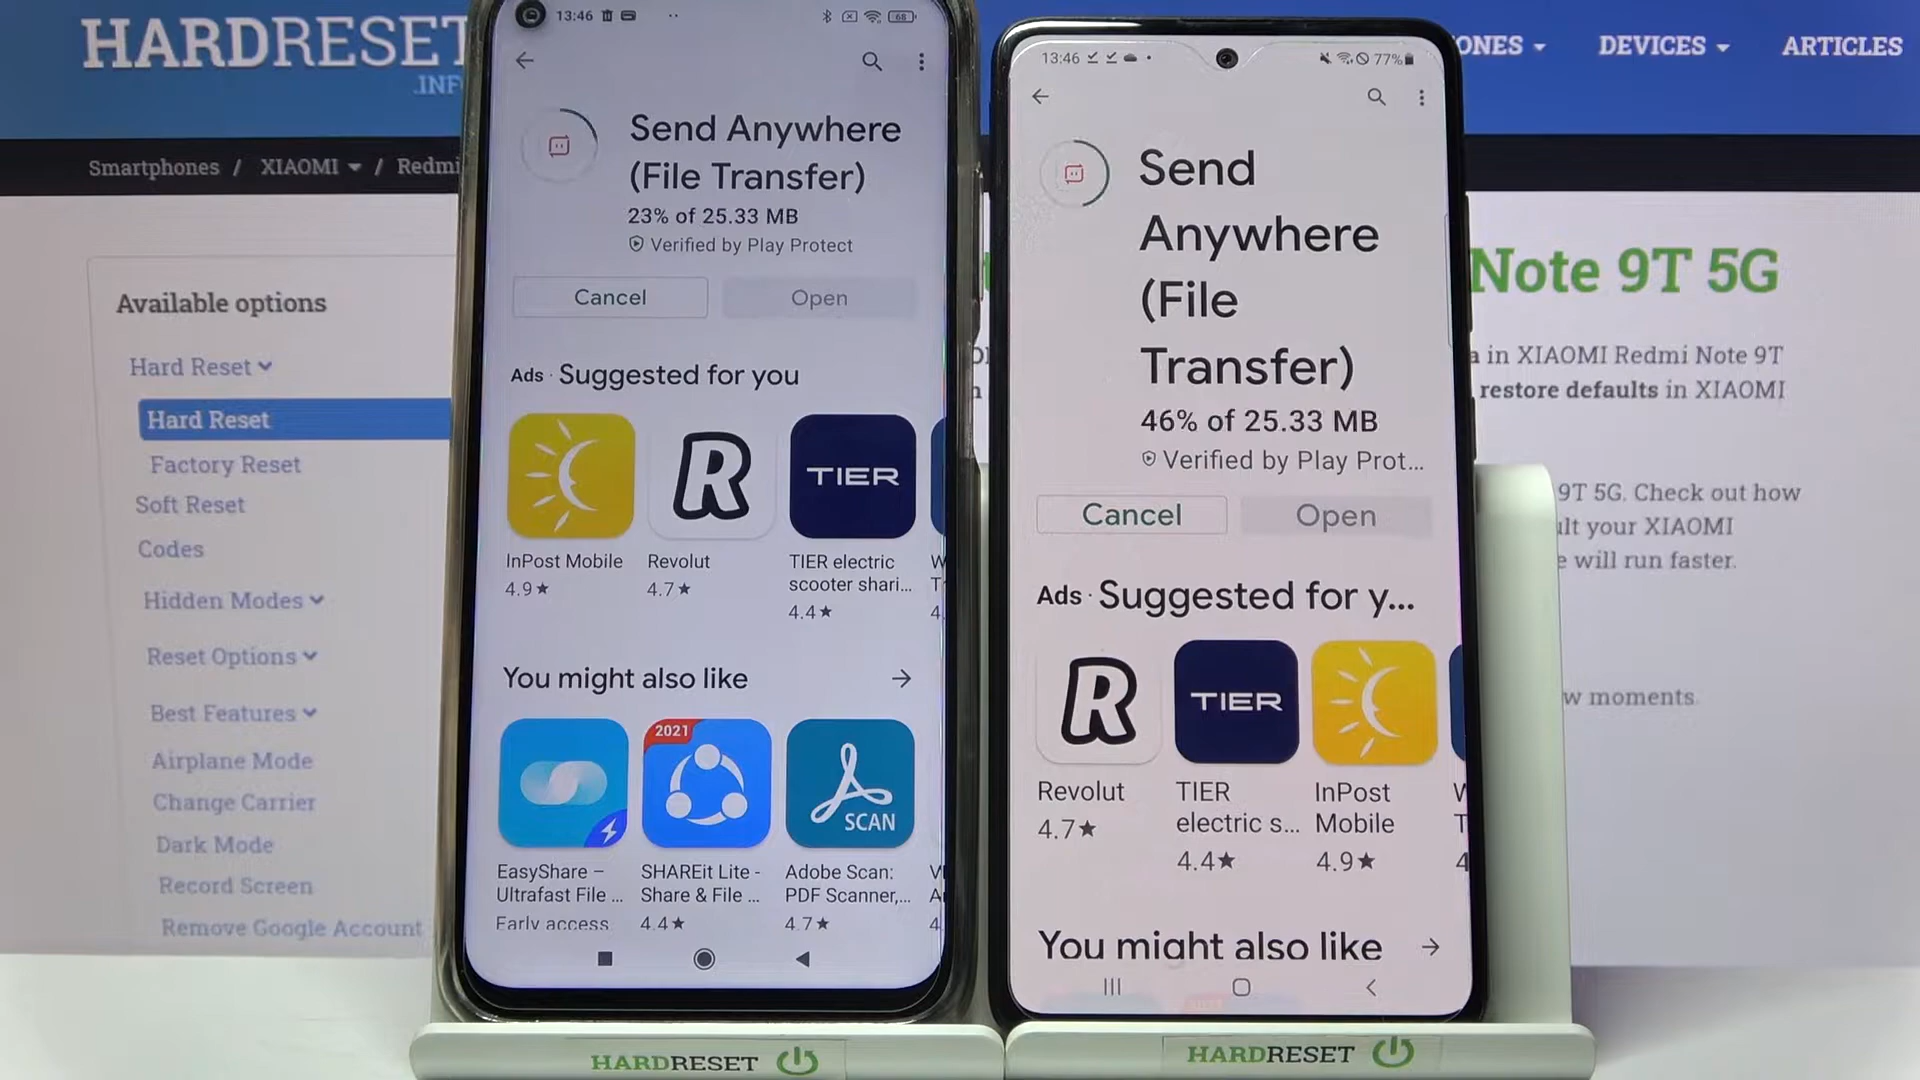 HARDRESET
.INF
Smartphones / XIAOMI / Redmi
Available options
Hard Reset
Hard Reset
Factory Reset
Soft Reset
Codes
Hidden Modes
Reset Options
Best Features
Airplane Mode
Change Carrier
Dark Mode
Record Screen
Remove Google Account
13:46
68
Send Anywhere
(File Transfer)
23% of 25.33 MB
Verified by Play Protect
Cancel
Open
Ads · Suggested for you
TIER
InPost Mobile
4.9★
Revolut
4.7★
TIER electric
scooter shari...
4.4★
You might also like
2021
SCAN
EasyShare –
Ultrafast File ...
Early access
SHAREit Lite -
Share & File ...
4.4★
Adobe Scan:
PDF Scanner,...
4.7★
HARDRESET
13:46
77%
Send
Anywhere
(File
Transfer)
46% of 25.33 MB
Verified by Play Prot...
Cancel
Open
Ads · Suggested for y...
R
TIER
Revolut
4.7★
TIER
electric s...
4.4★
InPost
Mobile
4.9★
You might also like
HARDRESET
ONES
DEVICES
ARTICLES
Note 9T 5G
a in XIAOMI Redmi Note 9T
restore defaults in XIAOMI
9T 5G. Check out how
ult your XIAOMI
e will run faster.
w moments.